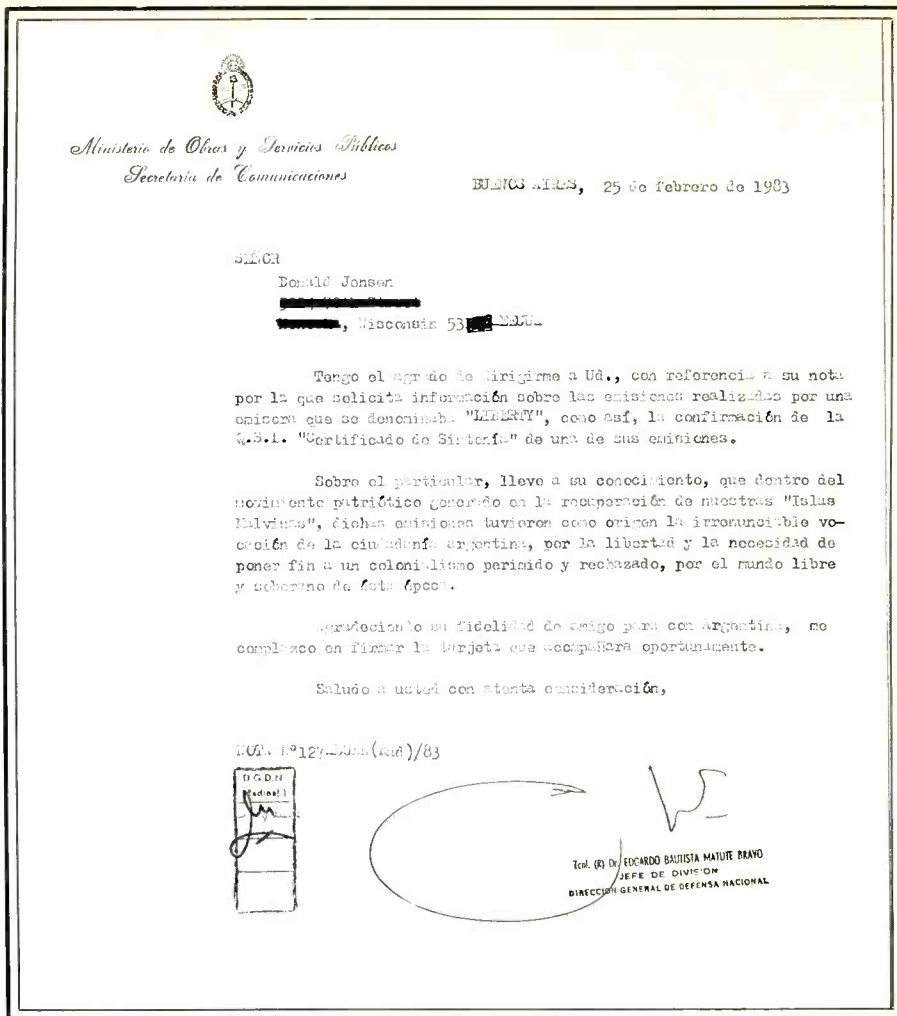 Ministerio de Obras y Servicios Públicos
Secretaría de Comunicaciones
BUENOS AIRES, 25 de febrero de 1983
SEÑOR
Donald Jensen
, Wisconsin 53 EEUU.
Tengo el agrado de dirigirme a Ud., con referencia a su nota
por la que solicita información sobre las emisiones realizadas por una
emisora que se denominaba "LIBERTY", como así, la confirmación de la
Q.S.L. "Certificado de Sintonía" de una de sus emisiones.
Sobre el particular, llevo a su conocimiento, que dentro del
movimiento patriótico generado en la recuperación de nuestras "Islas
Malvinas", dichas emisiones tuvieron como origen la irrenunciable vo-
cación de la ciudadanía argentina, por la libertad y la necesidad de
poner fin a un colonialismo perimido y rechazado, por el mundo libre
y soberano de ésta época.
Agradeciendo su fidelidad de amigo para con Argentina, me
complazco en firmar la tarjeta que acompañara oportunamente.
Saludo a usted con atenta consideración,
NOTA Nº127 /83
D.G.D.N
Tcnl. (R) Dr. EDGARDO BAUTISTA MATUTE BRAVO
JEFE DE DIVISION
DIRECCION GENERAL DE DEFENSA NACIONAL